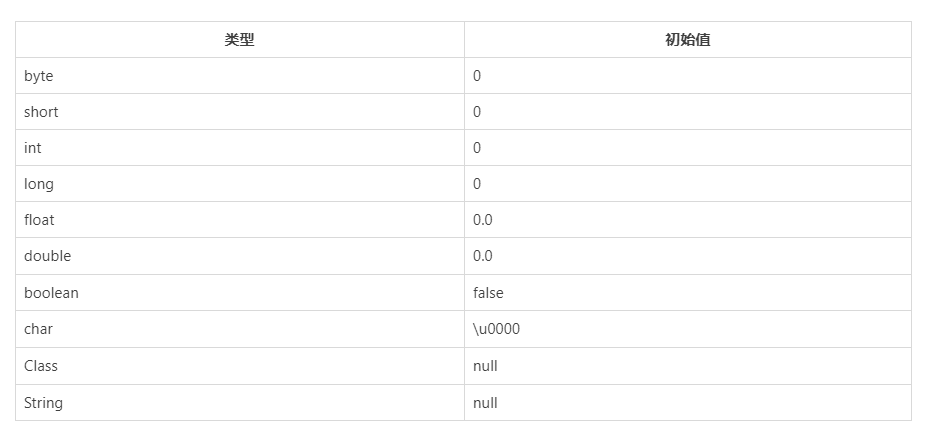 类型 初始值
byte 0
short 0
int 0
long 0
float 0.0
double 0.0
boolean false
char \u0000
Class null
String null